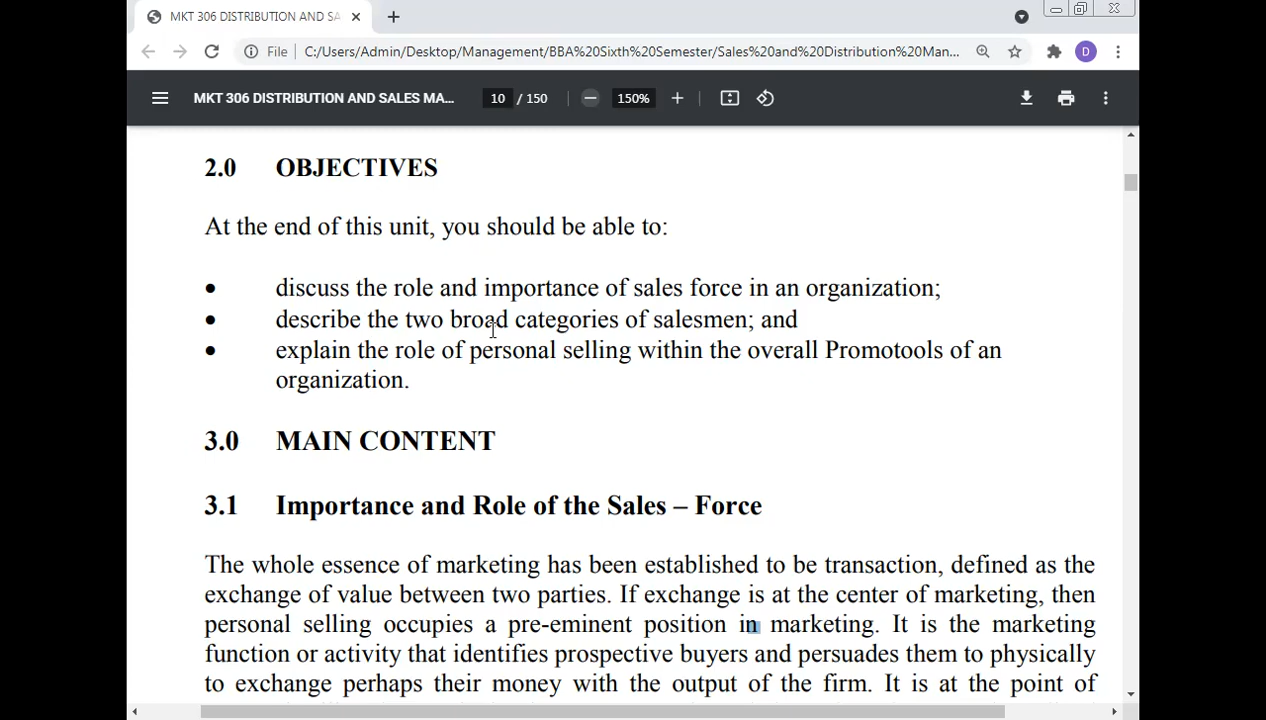 MKT 306 DISTRIBUTION AND SA
File C:/Users/Admin/Desktop/Management/BBA%20Sixth%20Semester/Sales%20and%20Distribution%20Man...
D
MKT 306 DISTRIBUTION AND SALES MA... 10 / 150 150%
2.0 OBJECTIVES
At the end of this unit, you should be able to:
• discuss the role and importance of sales force in an organization;
• describe the two broad categories of salesmen; and
• explain the role of personal selling within the overall Promotools of an
organization.
3.0 MAIN CONTENT
3.1 Importance and Role of the Sales – Force
The whole essence of marketing has been established to be transaction, defined as the
exchange of value between two parties. If exchange is at the center of marketing, then
personal selling occupies a pre-eminent position in marketing. It is the marketing
function or activity that identifies prospective buyers and persuades them to physically
to exchange perhaps their money with the output of the firm. It is at the point of